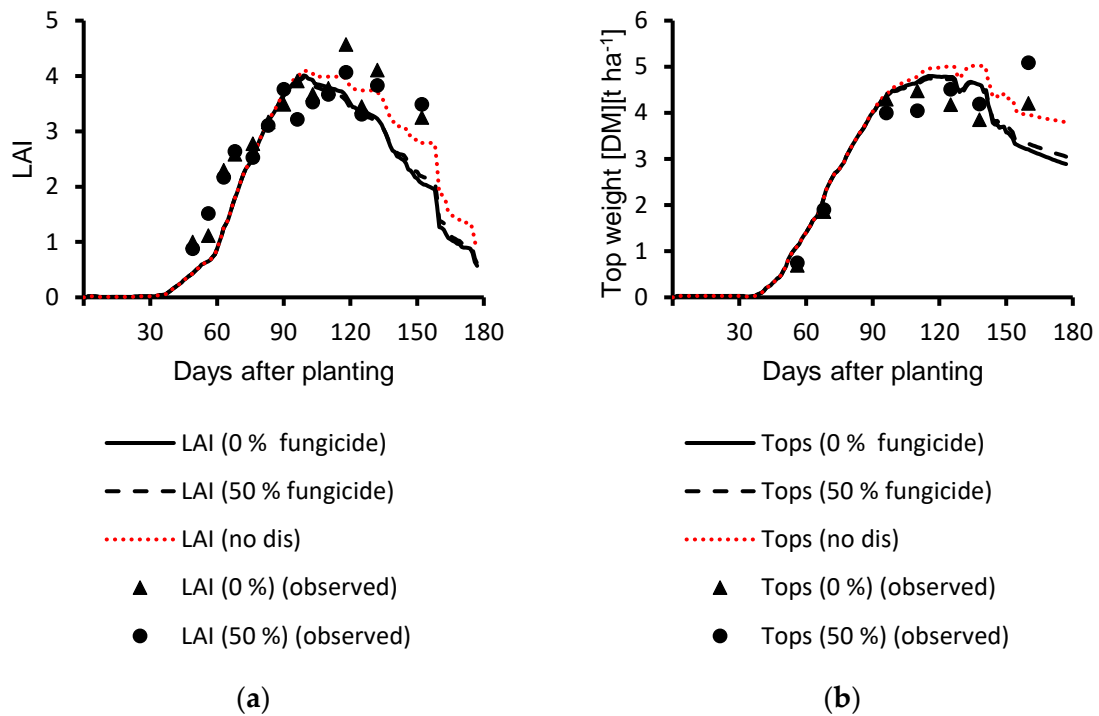 5
4
3
2
1
0
LAI
30 60 90 120 150 180
Days after planting
LAI (0 % fungicide)
LAI (50 % fungicide)
LAI (no dis)
LAI (0 %) (observed)
LAI (50 %) (observed)
(a)
6
5
4
3
2
1
0
Top weight [DM][t ha⁻¹]
30 60 90 120 150 180
Days after planting
Tops (0 % fungicide)
Tops (50 % fungicide)
Tops (no dis)
Tops (0 %) (observed)
Tops (50 %) (observed)
(b)